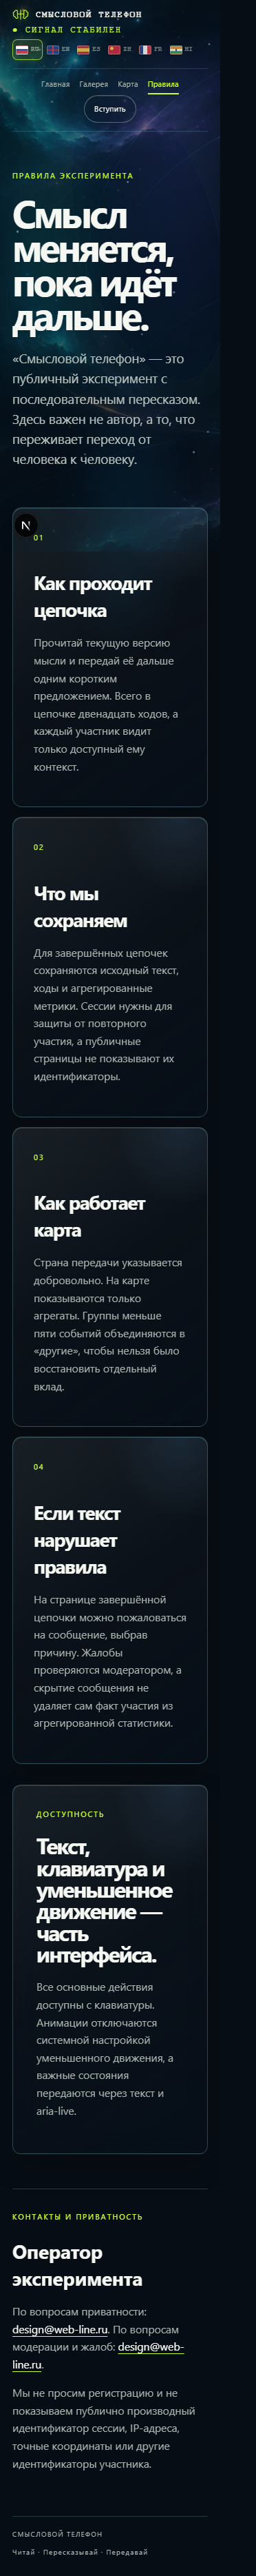 СМЫСЛОВОЙ ТЕЛЕФОН
СИГНАЛ СТАБИЛЕН
RU EN ES ZH FR HI
Главная Галерея Карта Правила
Вступить
ПРАВИЛА ЭКСПЕРИМЕНТА
Смысл
меняется,
пока идёт
дальше.
«Смысловой телефон» — это
публичный эксперимент с
последовательным пересказом.
Здесь важен не автор, а то, что
переживает переход от
человека к человеку.
N
01
Как проходит
цепочка
Прочитай текущую версию
мысли и передай её дальше
одним коротким
предложением. Всего в
цепочке двенадцать ходов, а
каждый участник видит
только доступный ему
контекст.
02
Что мы
сохраняем
Для завершённых цепочек
сохраняются исходный текст,
ходы и агрегированные
метрики. Сессии нужны для
защиты от повторного
участия, а публичные
страницы не показывают их
идентификаторы.
03
Как работает
карта
Страна передачи указывается
добровольно. На карте
показываются только
агрегаты. Группы меньше
пяти событий объединяются в
«другие», чтобы нельзя было
восстановить отдельный
вклад.
04
Если текст
нарушает
правила
На странице завершённой
цепочки можно пожаловаться
на сообщение, выбрав
причину. Жалобы
проверяются модератором, а
скрытие сообщения не
удаляет сам факт участия из
агрегированной статистики.
ДОСТУПНОСТЬ
Текст,
клавиатура и
уменьшенное
движение —
часть
интерфейса.
Все основные действия
доступны с клавиатуры.
Анимации отключаются
системной настройкой
уменьшенного движения, а
важные состояния
передаются через текст и
aria-live.
КОНТАКТЫ И ПРИВАТНОСТЬ
Оператор
эксперимента
По вопросам приватности:
design@web-line.ru. По вопросам
модерации и жалоб: design@web-
line.ru.
Мы не просим регистрацию и не
показываем публично производный
идентификатор сессии, IP-адреса,
точные координаты или другие
идентификаторы участника.
СМЫСЛОВОЙ ТЕЛЕФОН
Читай · Пересказывай · Передавай